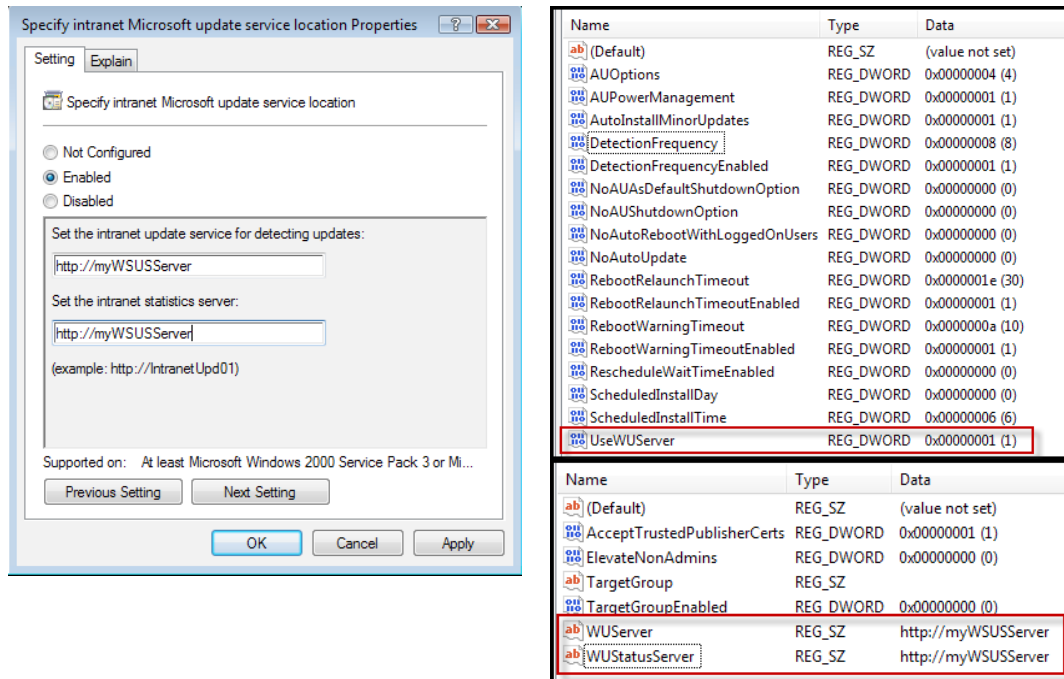 Specify intranet Microsoft update service location Properties
Setting Explain
Specify intranet Microsoft update service location
Not Configured
Enabled
Disabled
Set the intranet update service for detecting updates:
http://myWSUSServer
Set the intranet statistics server:
http://myWSUSServer
(example: http://IntranetUpd01)
Supported on: At least Microsoft Windows 2000 Service Pack 3 or Mi...
Previous Setting Next Setting
OK Cancel Apply
Name Type Data
(Default) REG_SZ (value not set)
AUOptions REG_DWORD 0x00000004 (4)
AUPowerManagement REG_DWORD 0x00000001 (1)
AutoInstallMinorUpdates REG_DWORD 0x00000001 (1)
DetectionFrequency REG_DWORD 0x00000008 (8)
DetectionFrequencyEnabled REG_DWORD 0x00000001 (1)
NoAUAsDefaultShutdownOption REG_DWORD 0x00000000 (0)
NoAUShutdownOption REG_DWORD 0x00000000 (0)
NoAutoRebootWithLoggedOnUsers REG_DWORD 0x00000000 (0)
NoAutoUpdate REG_DWORD 0x00000000 (0)
RebootRelaunchTimeout REG_DWORD 0x0000001e (30)
RebootRelaunchTimeoutEnabled REG_DWORD 0x00000001 (1)
RebootWarningTimeout REG_DWORD 0x0000000a (10)
RebootWarningTimeoutEnabled REG_DWORD 0x00000001 (1)
RescheduleWaitTimeEnabled REG_DWORD 0x00000000 (0)
ScheduledInstallDay REG_DWORD 0x00000000 (0)
ScheduledInstallTime REG_DWORD 0x00000006 (6)
UseWUServer REG_DWORD 0x00000001 (1)
Name Type Data
(Default) REG_SZ (value not set)
AcceptTrustedPublisherCerts REG_DWORD 0x00000001 (1)
ElevateNonAdmins REG_DWORD 0x00000000 (0)
TargetGroup REG_SZ
TargetGroupEnabled REG_DWORD 0x00000000 (0)
WUServer REG_SZ http://myWSUSServer
WUStatusServer REG_SZ http://myWSUSServer